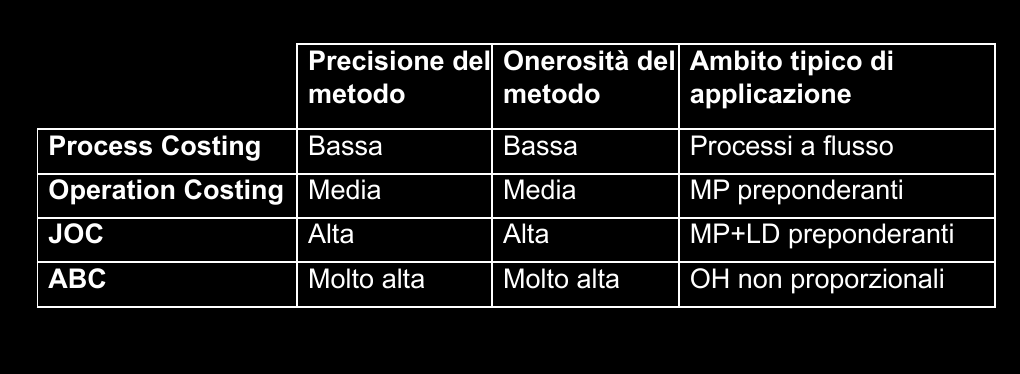 Precisione del metodo Onerosità del metodo Ambito tipico di applicazione
Process Costing Bassa Bassa Processi a flusso
Operation Costing Media Media MP preponderanti
JOC Alta Alta MP+LD preponderanti
ABC Molto alta Molto alta OH non proporzionali